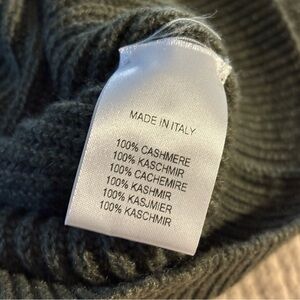 MADE IN ITALY
100% CASHMERE
100% KASCHMIR
100% CACHEMIRE
100% KASHMIR
100% KASJMIER
100% KASCHMIR